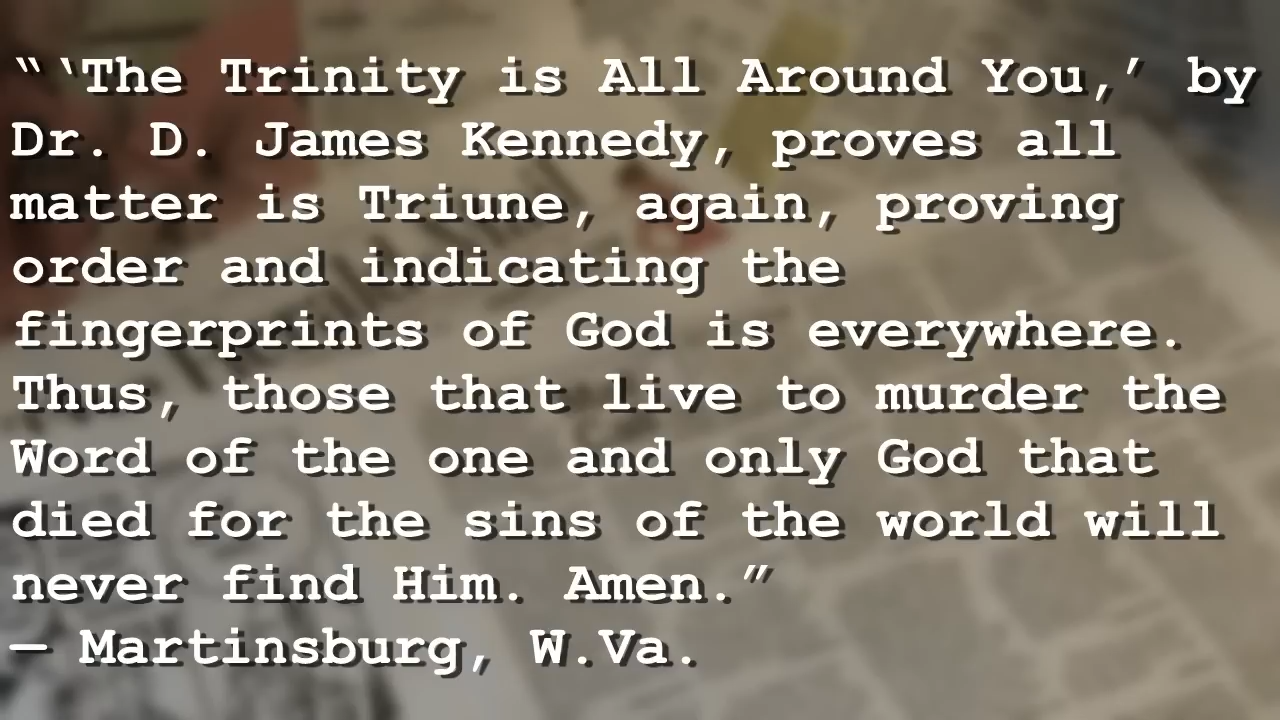 “‘The Trinity is All Around You,’ by
Dr. D. James Kennedy, proves all
matter is Triune, again, proving
order and indicating the
fingerprints of God is everywhere.
Thus, those that live to murder the
Word of the one and only God that
died for the sins of the world will
never find Him. Amen.”
— Martinsburg, W.Va.